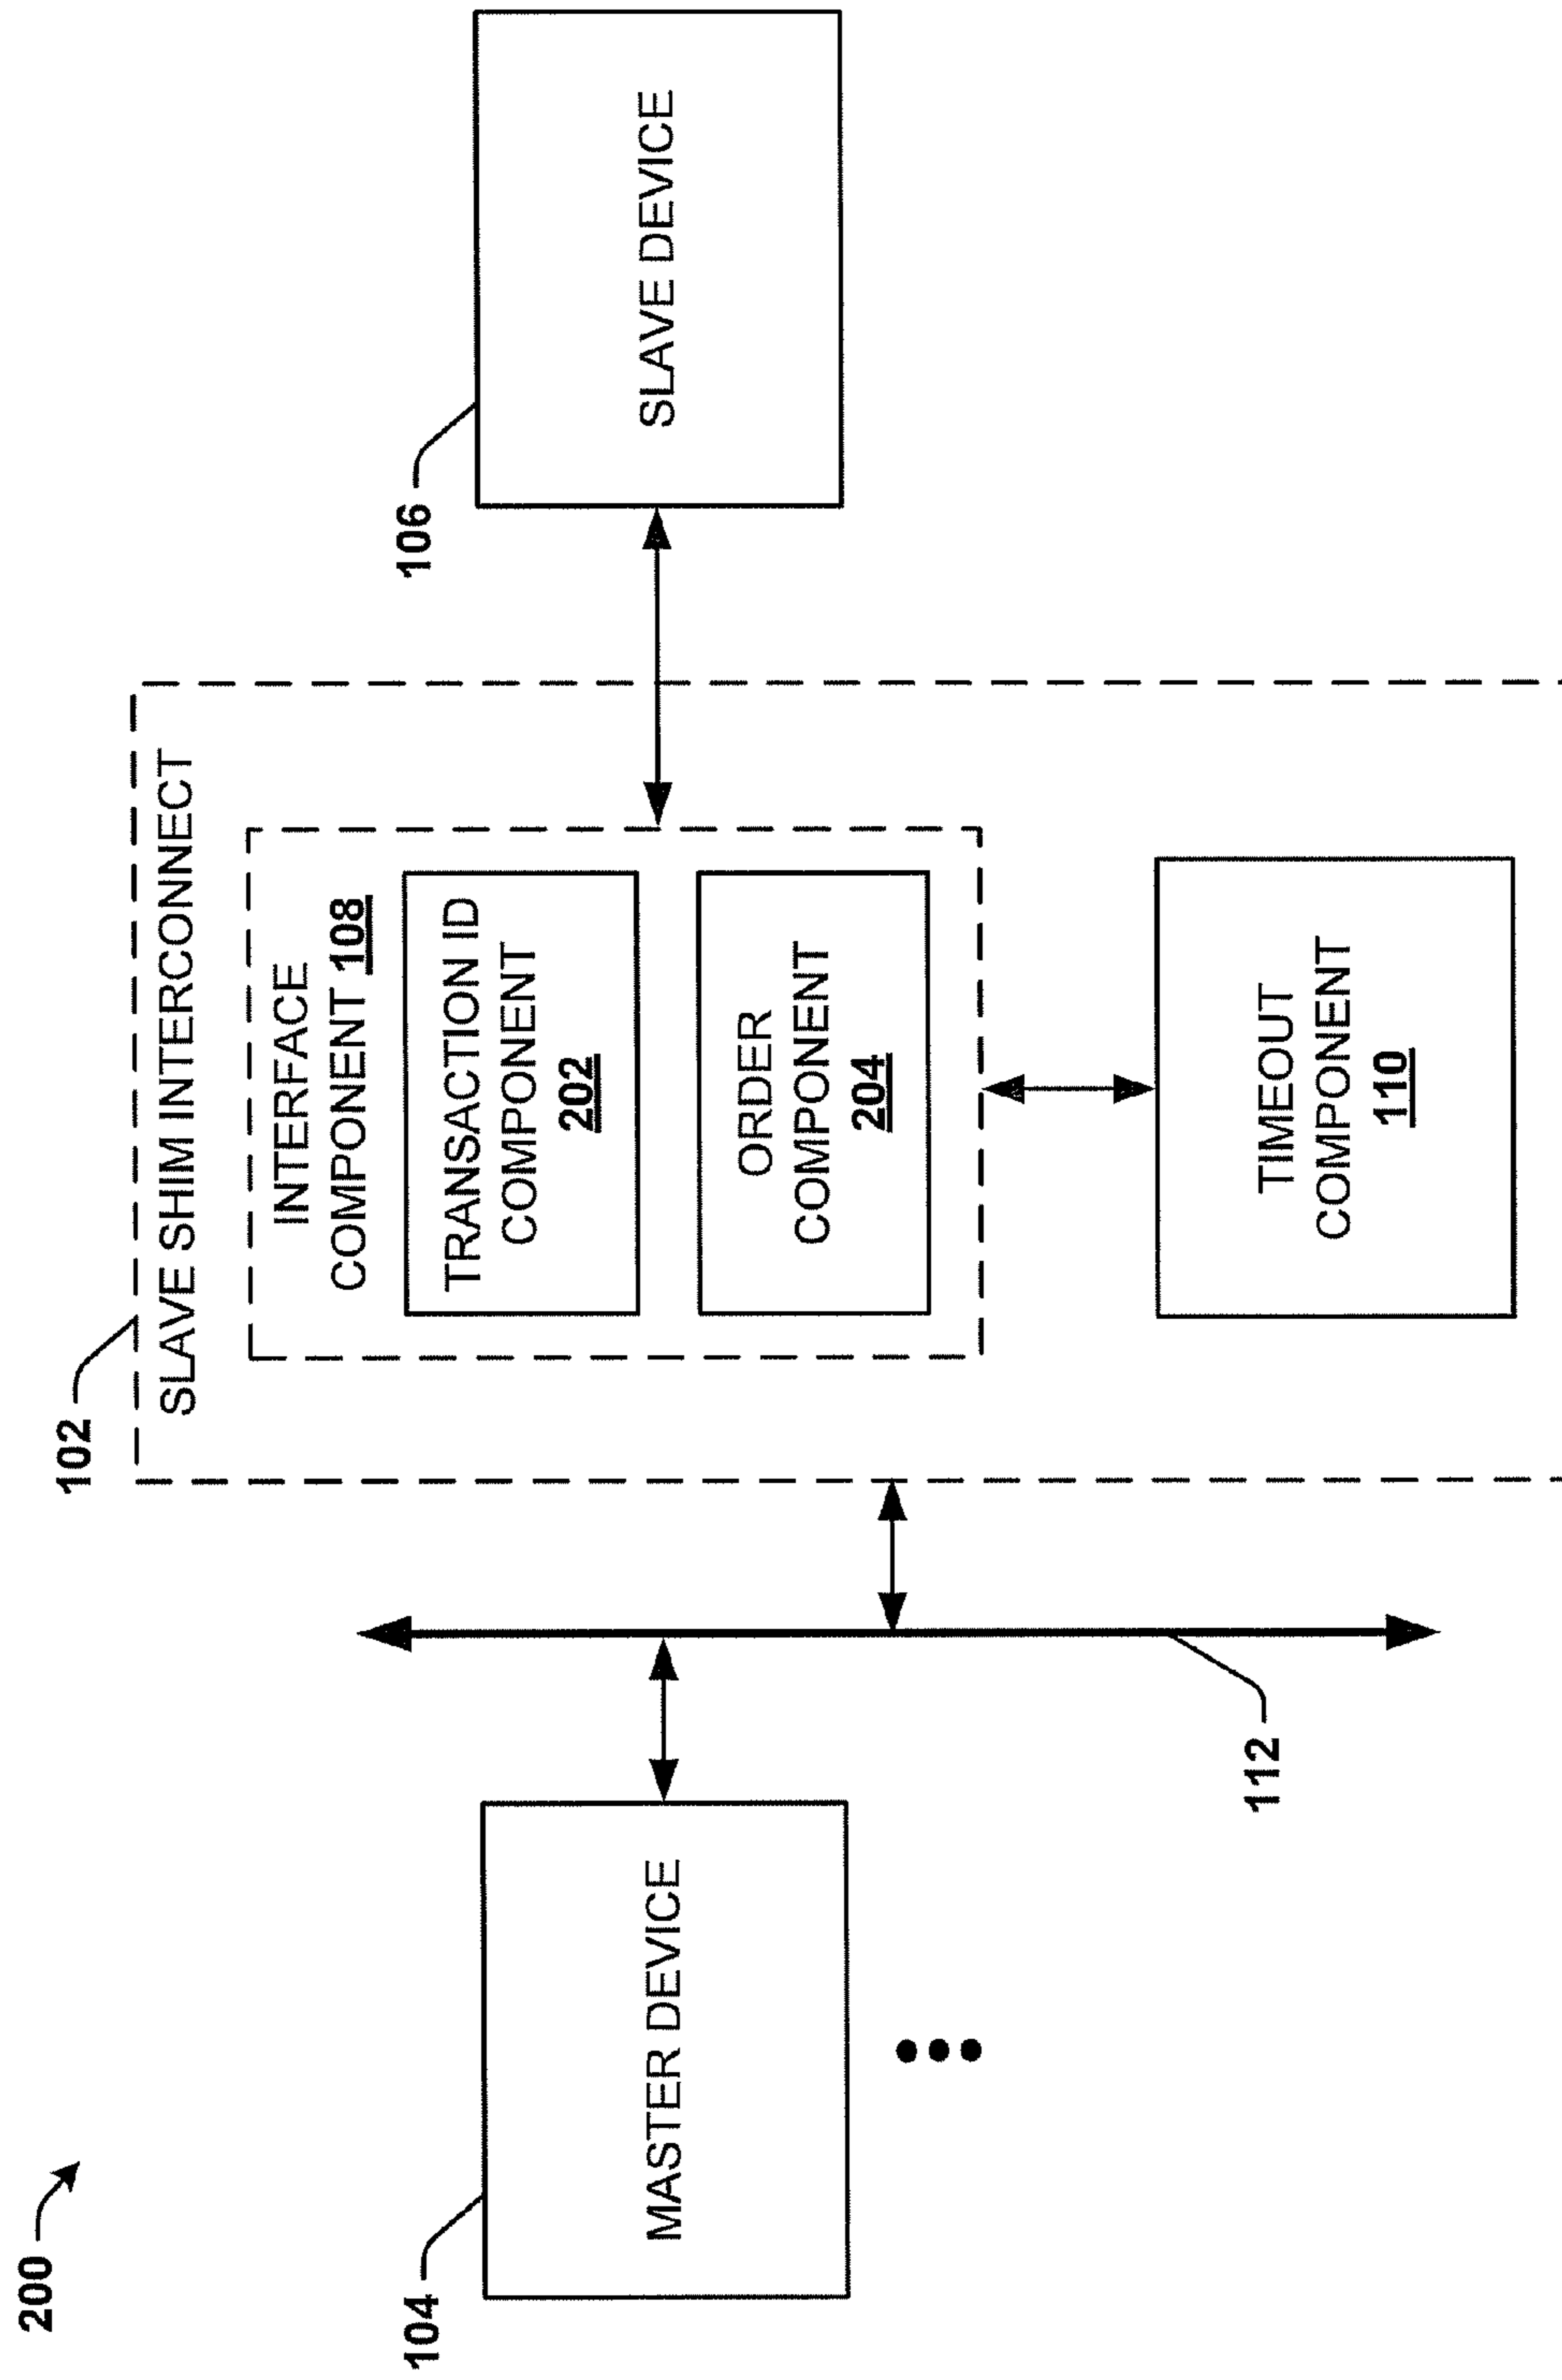 200
102
SLAVE SHIM INTERCONNECT
104
MASTER DEVICE
112
INTERFACE
COMPONENT 108
TRANSACTION ID
COMPONENT
202
ORDER
COMPONENT
204
TIMEOUT
COMPONENT
110
106
SLAVE DEVICE